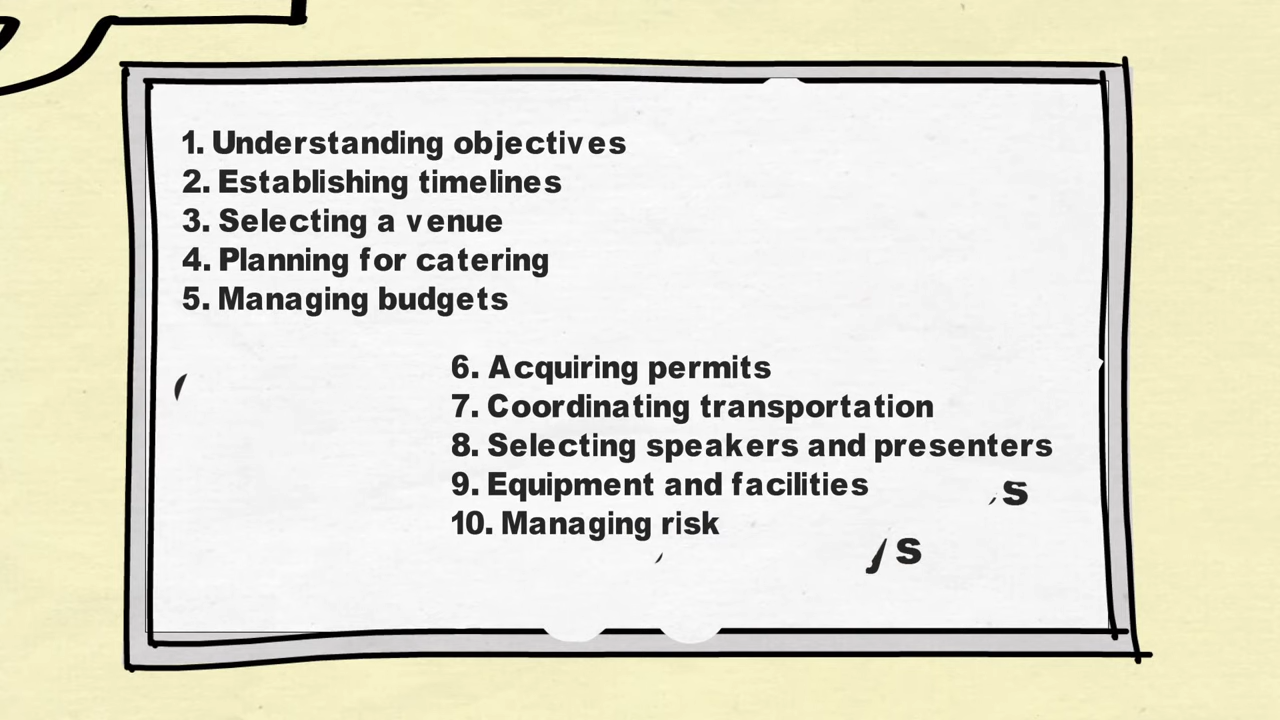 1. Understanding objectives
2. Establishing timelines
3. Selecting a venue
4. Planning for catering
5. Managing budgets
6. Acquiring permits
7. Coordinating transportation
8. Selecting speakers and presenters
9. Equipment and facilities
10. Managing risk